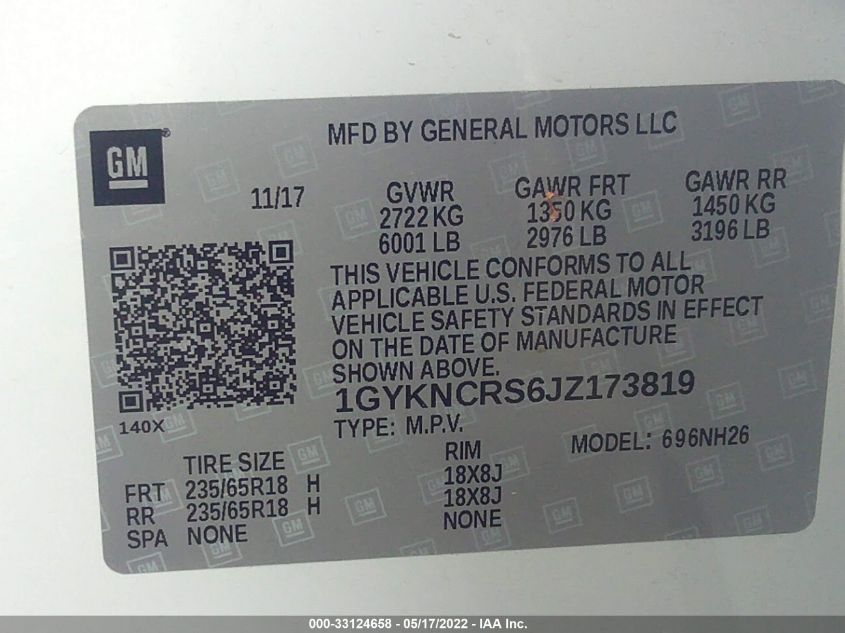 GM
®
MFD BY GENERAL MOTORS LLC
11/17
GVWR
2722 KG
6001 LB
GAWR FRT
1350 KG
2976 LB
GAWR RR
1450 KG
3196 LB
THIS VEHICLE CONFORMS TO ALL
APPLICABLE U.S. FEDERAL MOTOR
VEHICLE SAFETY STANDARDS IN EFFECT
ON THE DATE OF MANUFACTURE
SHOWN ABOVE.
1GYKNCRS6JZ173819
140X
TYPE: M.P.V.
MODEL: 696NH26
TIRE SIZE
RIM
FRT 235/65R18 H 18X8J
RR 235/65R18 H 18X8J
SPA NONE NONE
000-33124658 - 05/17/2022 - IAA Inc.